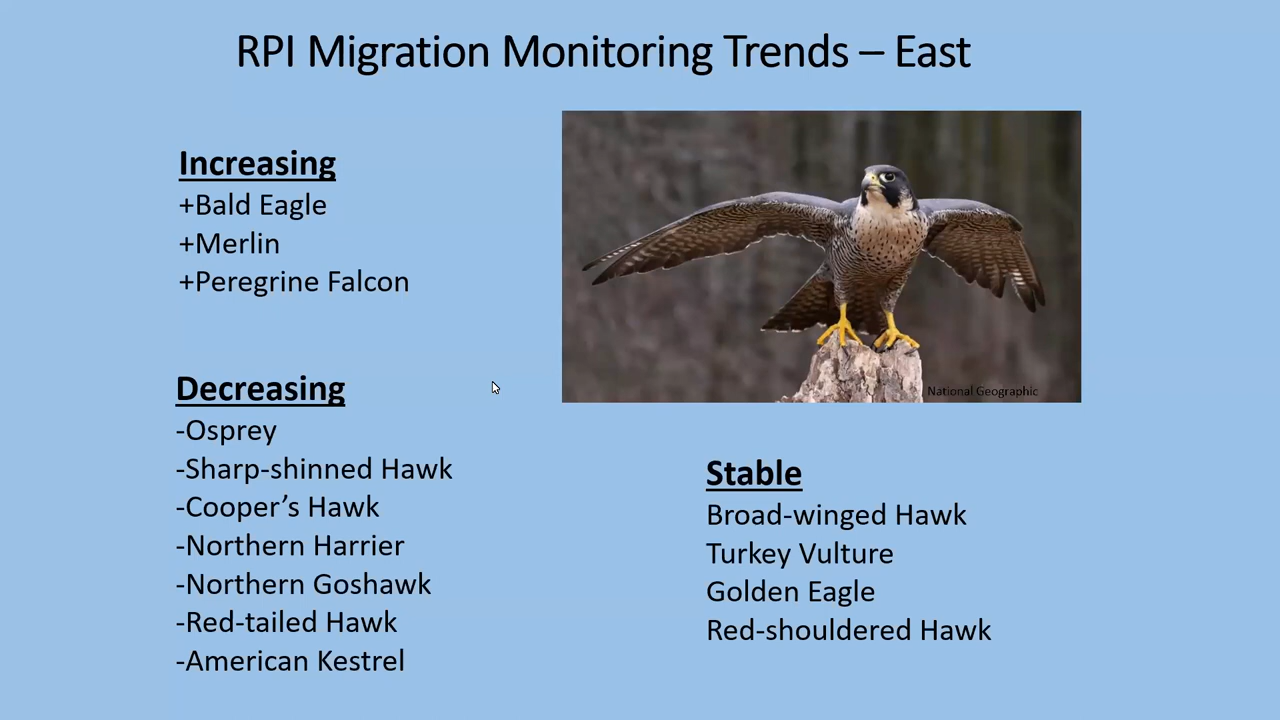 RPI Migration Monitoring Trends – East
Increasing
+Bald Eagle
+Merlin
+Peregrine Falcon
National Geographic
Decreasing
-Osprey
-Sharp-shinned Hawk
-Cooper’s Hawk
-Northern Harrier
-Northern Goshawk
-Red-tailed Hawk
-American Kestrel
Stable
Broad-winged Hawk
Turkey Vulture
Golden Eagle
Red-shouldered Hawk